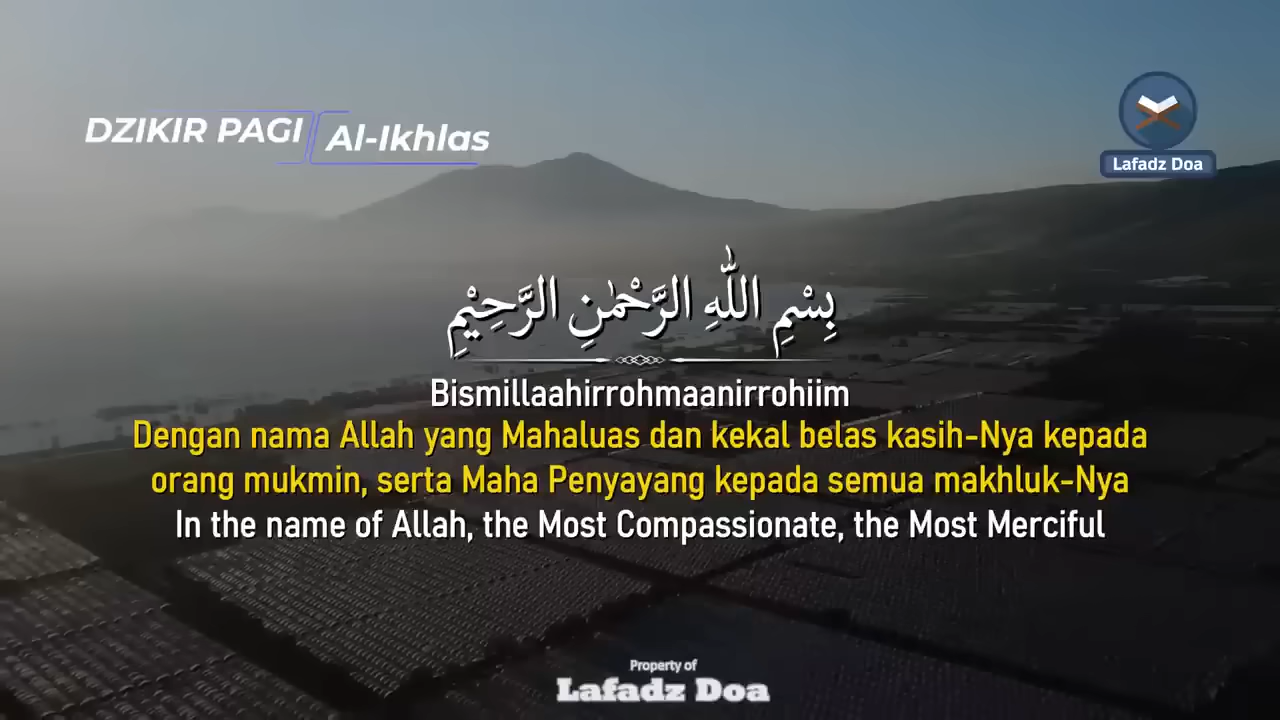 DZIKIR PAGI
Al-Ikhlas
Lafadz Doa
بِسْمِ اللّٰهِ الرَّحْمٰنِ الرَّحِيْمِ
Bismillaahirrohmaanirrohiim
Dengan nama Allah yang Mahaluas dan kekal belas kasih-Nya kepada
orang mukmin, serta Maha Penyayang kepada semua makhluk-Nya
In the name of Allah, the Most Compassionate, the Most Merciful
Property of
Lafadz Doa